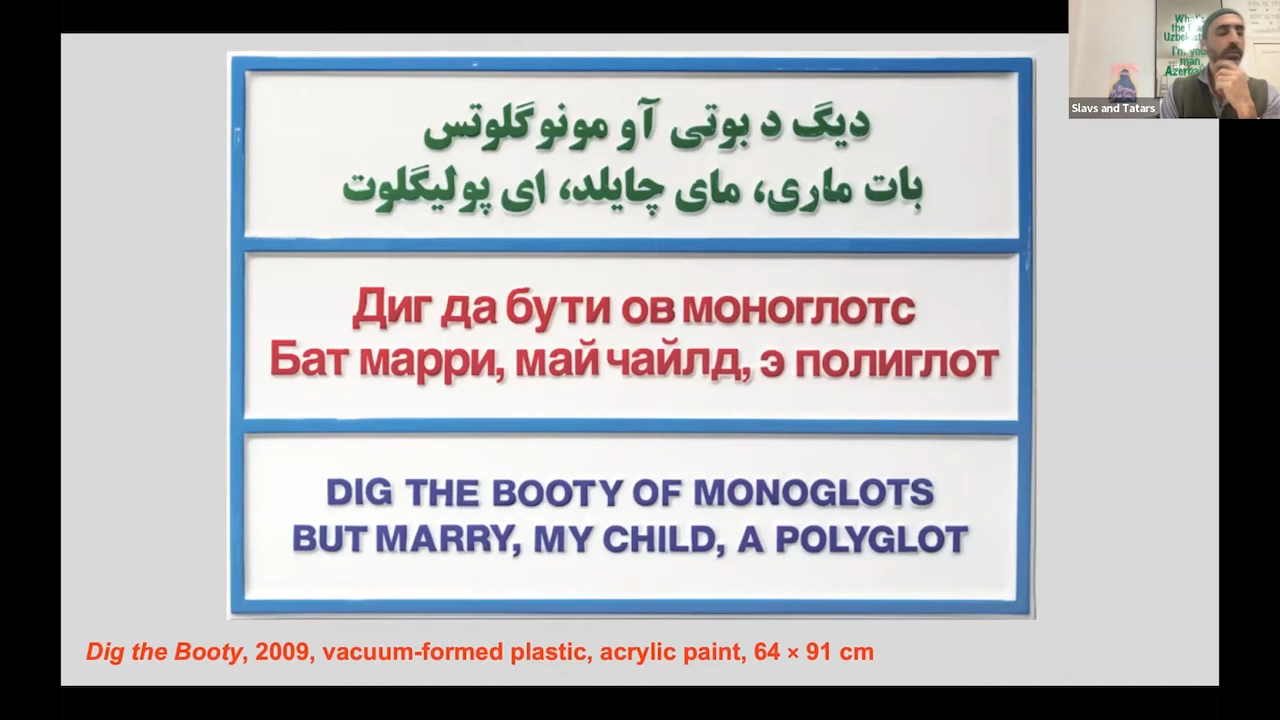 دیگ د بوتی آو مونوگلوتس
بات ماری، مای چایلد، ای پولیگلوت
Диг да бути ов моноглотс
Бат марри, май чайлд, э полиглот
DIG THE BOOTY OF MONOGLOTS
BUT MARRY, MY CHILD, A POLYGLOT
Dig the Booty, 2009, vacuum-formed plastic, acrylic paint, 64 × 91 cm
the
I'm
man
Slavs and Tatars